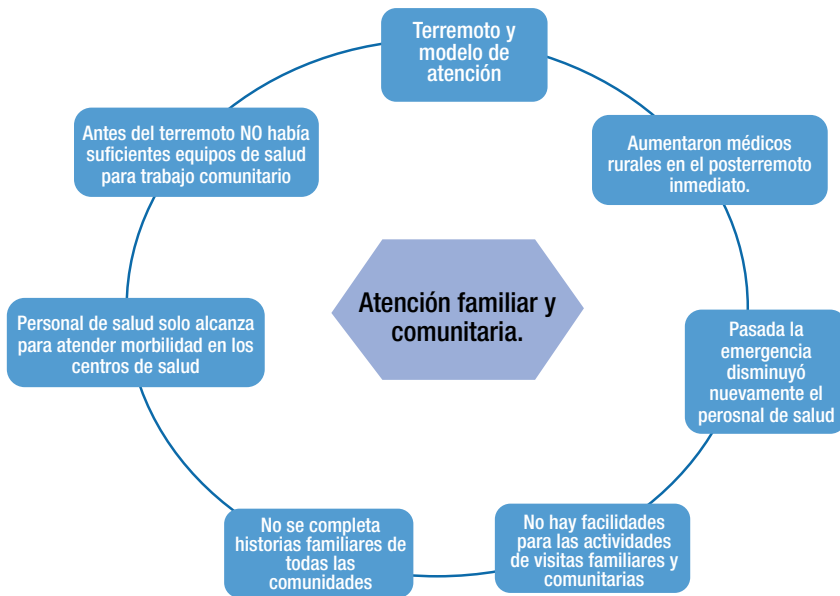 Terremoto y
modelo de
atención
Aumentaron médicos
rurales en el posterremoto
inmediato.
Pasada la
emergencia
disminuyó
nuevamente el
perosnal de salud
No hay facilidades
para las actividades
de visitas familiares y
comunitarias
No se completa
historias familiares de
todas las
comunidades
Personal de salud solo alcanza
para atender morbilidad en los
centros de salud
Antes del terremoto NO había
suficientes equipos de salud
para trabajo comunitario
Atención familiar y
comunitaria.